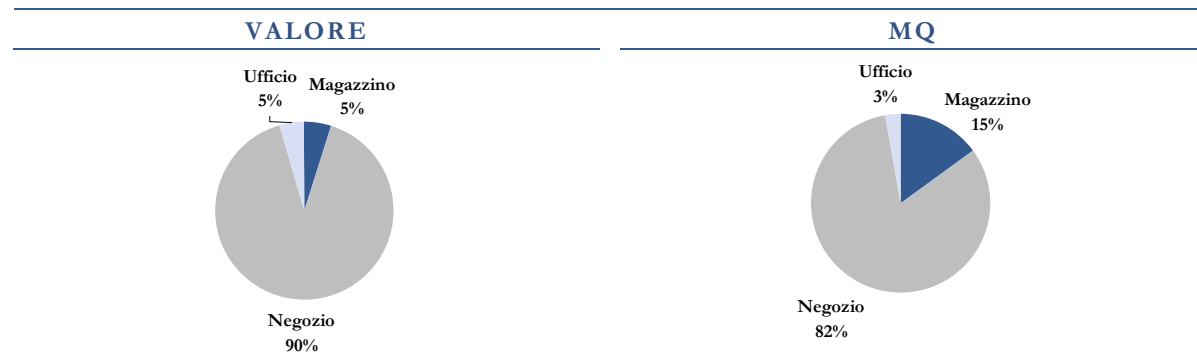 VALORE
Ufficio
5%
Magazzino
5%
Negozio
90%
MQ
Ufficio
3%
Magazzino
15%
Negozio
82%